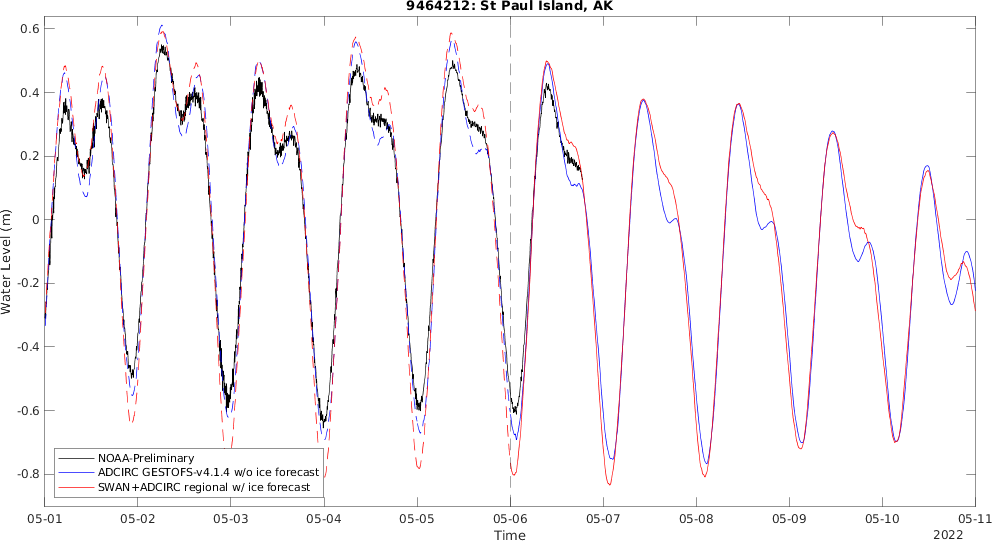 9464212: St Paul Island, AK
0.6
0.4
0.2
0
-0.2
-0.4
-0.6
-0.8
Water Level (m)
NOAA-Preliminary
ADCIRC GESTOFS-v4.1.4 w/o ice forecast
SWAN+ADCIRC regional w/ ice forecast
05-01 05-02 05-03 05-04 05-05 05-06 05-07 05-08 05-09 05-10 05-11
Time
2022